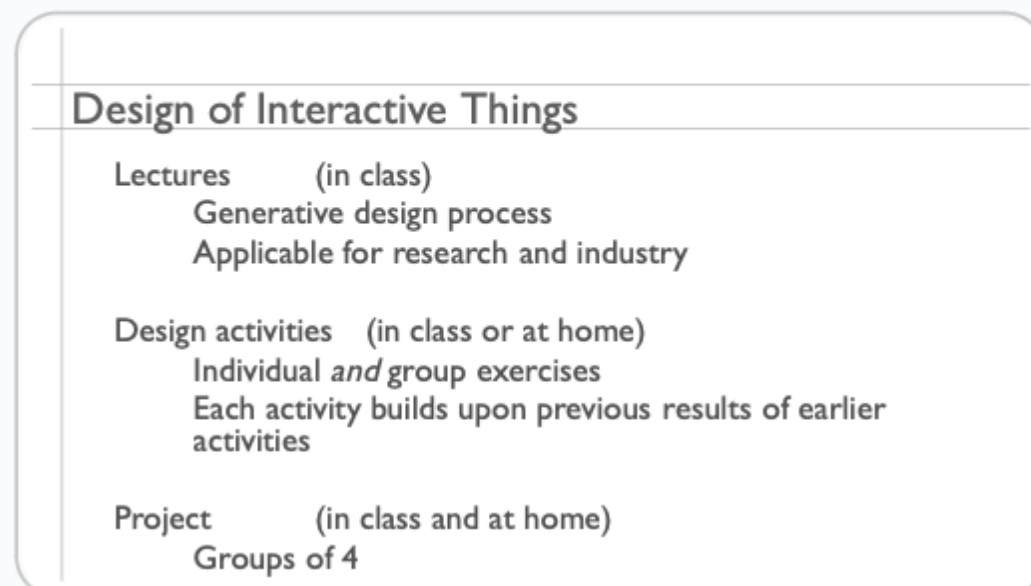 Design of Interactive Things
Lectures (in class)
Generative design process
Applicable for research and industry
Design activities (in class or at home)
Individual and group exercises
Each activity builds upon previous results of earlier
activities
Project (in class and at home)
Groups of 4